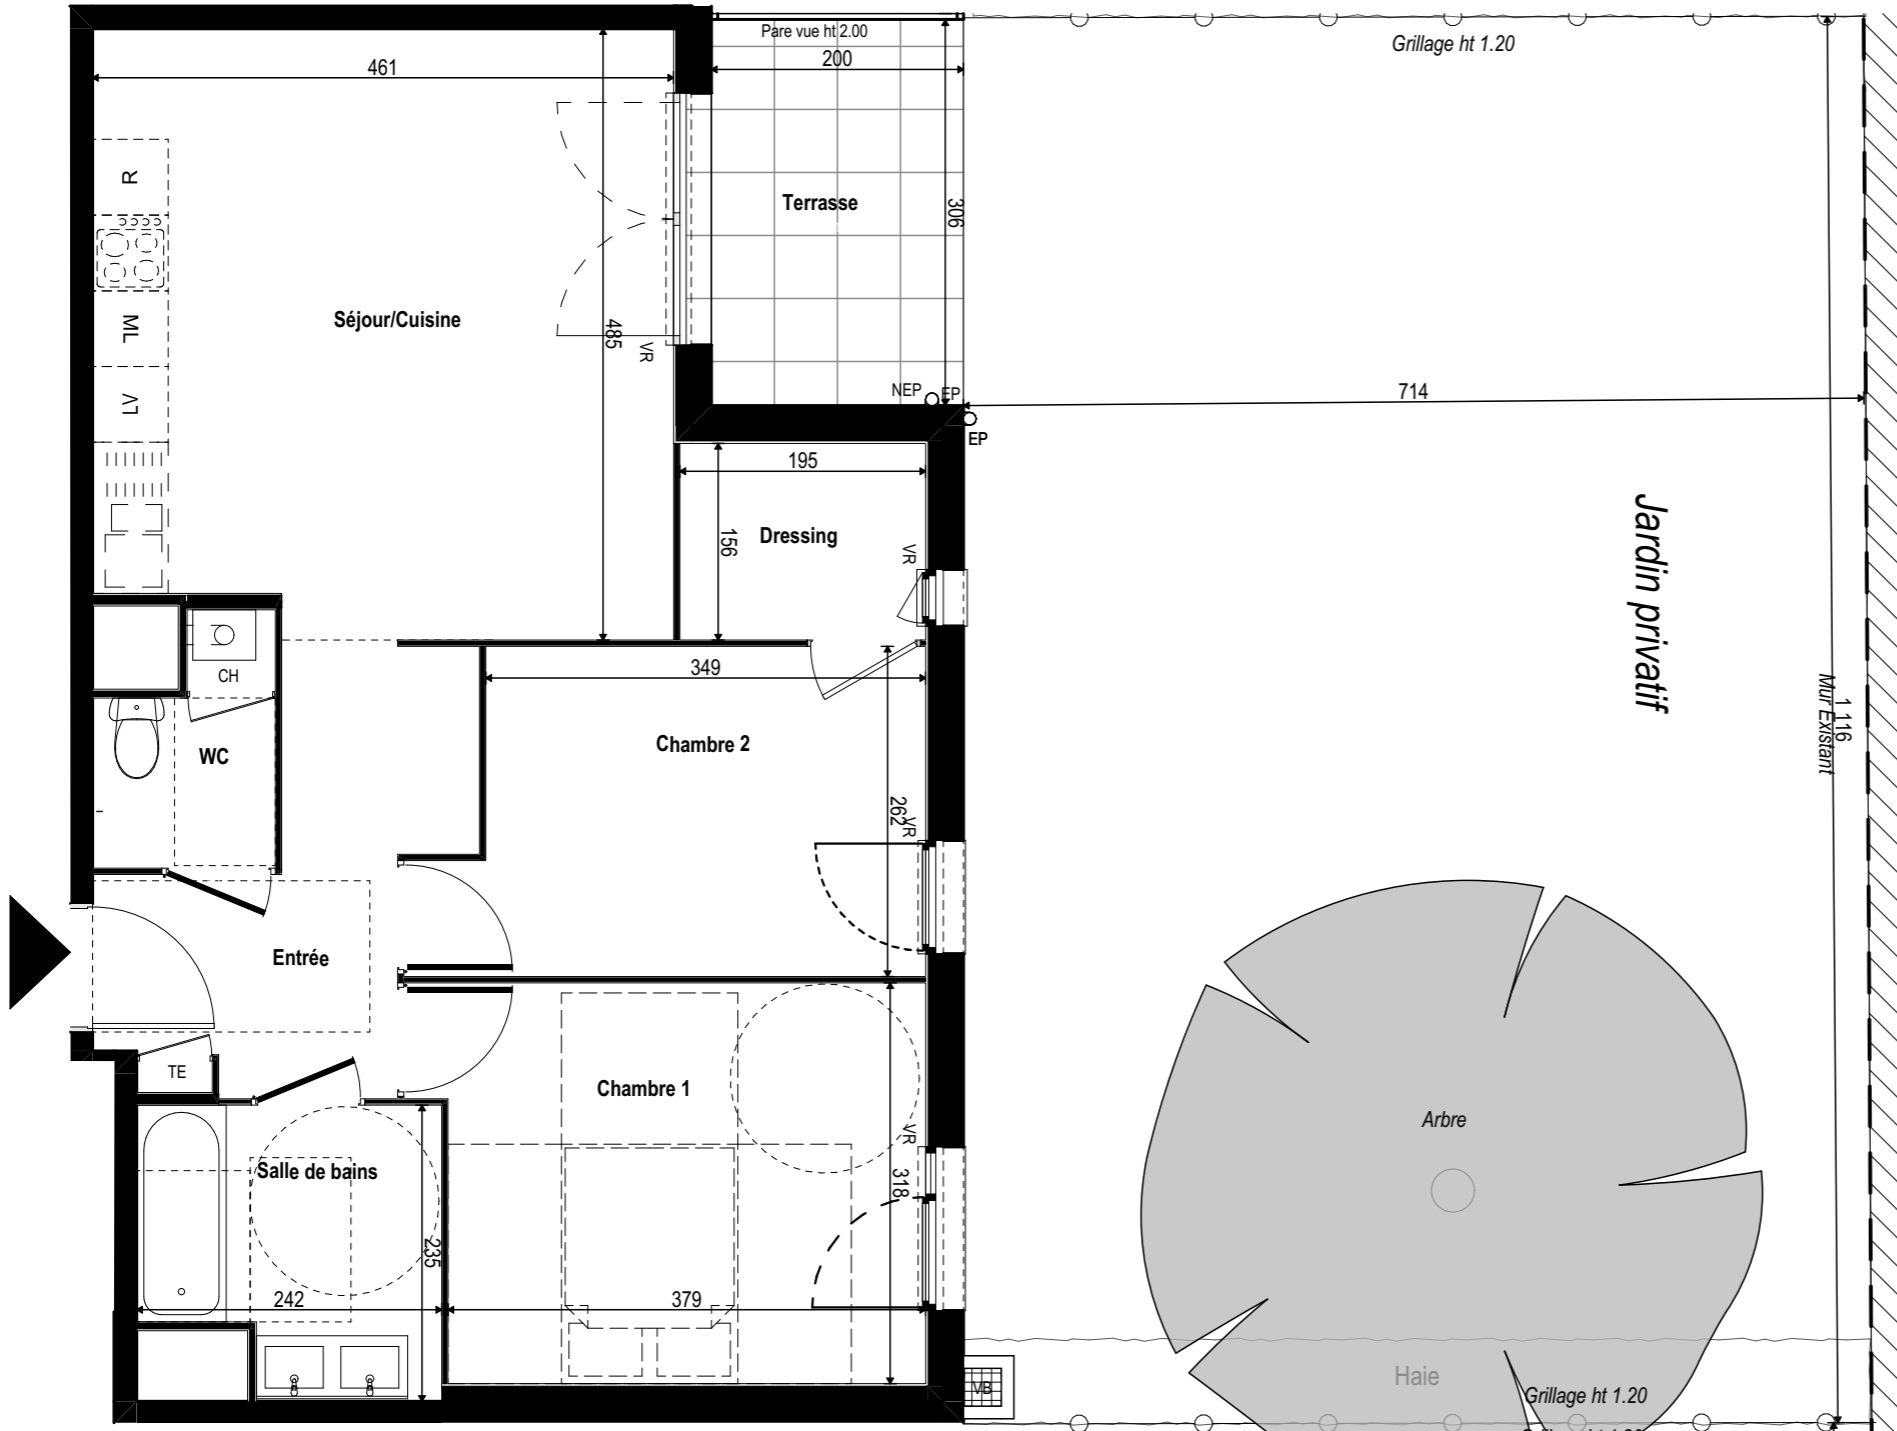 Pare vue ht 2.00
200
461
Grillage ht 1.20
R
Terrasse
306
Séjour/Cuisine
485
VR
ML
LV
NEP
EP
EP
714
195
Dressing
156
VR
Jardin privatif
1 116
Mur Existant
CH
349
WC
Chambre 2
262
VR
Entrée
TE
Chambre 1
VR
318
Arbre
Salle de bains
235
242
379
VB
Haie
Grillage ht 1.20